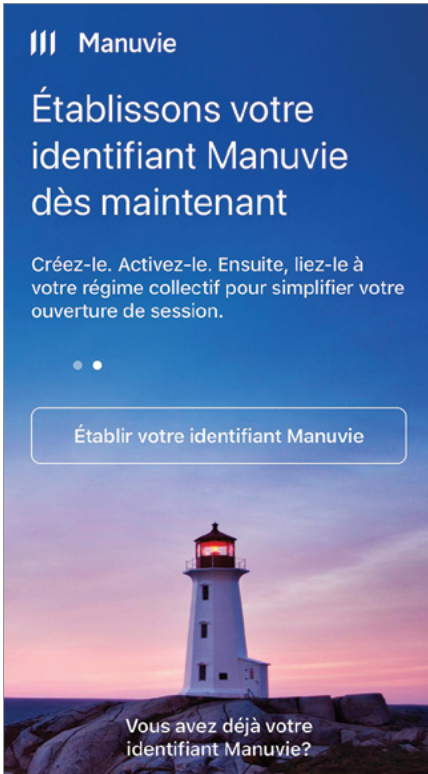 Manuvie
Établissons votre
identifiant Manuvie
dès maintenant
Créez-le. Activez-le. Ensuite, liez-le à
votre régime collectif pour simplifier votre
ouverture de session.
Établir votre identifiant Manuvie
Vous avez déjà votre
identifiant Manuvie?